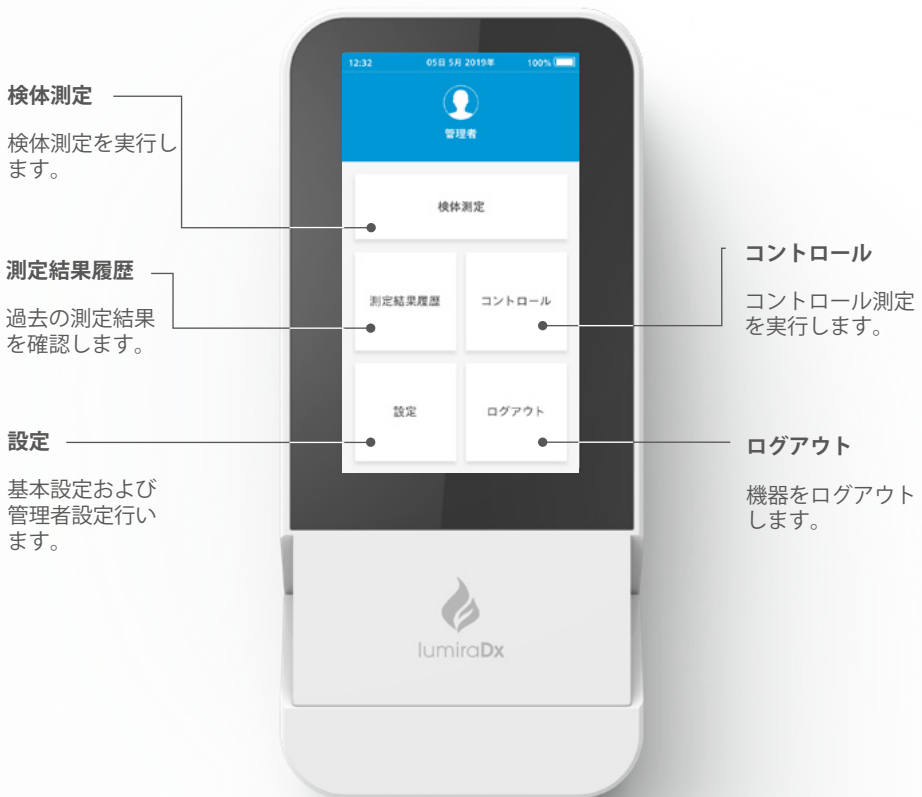 検体測定
検体測定を実行し
ます。
測定結果履歴
過去の測定結果
を確認します。
設定
基本設定および
管理者設定行い
ます。
12:32 05日 5月 2019年 100%
管理者
検体測定
測定結果履歴 コントロール
設定 ログアウト
lumiraDx
コントロール
コントロール測定
を実行します。
ログアウト
機器をログアウト
します。